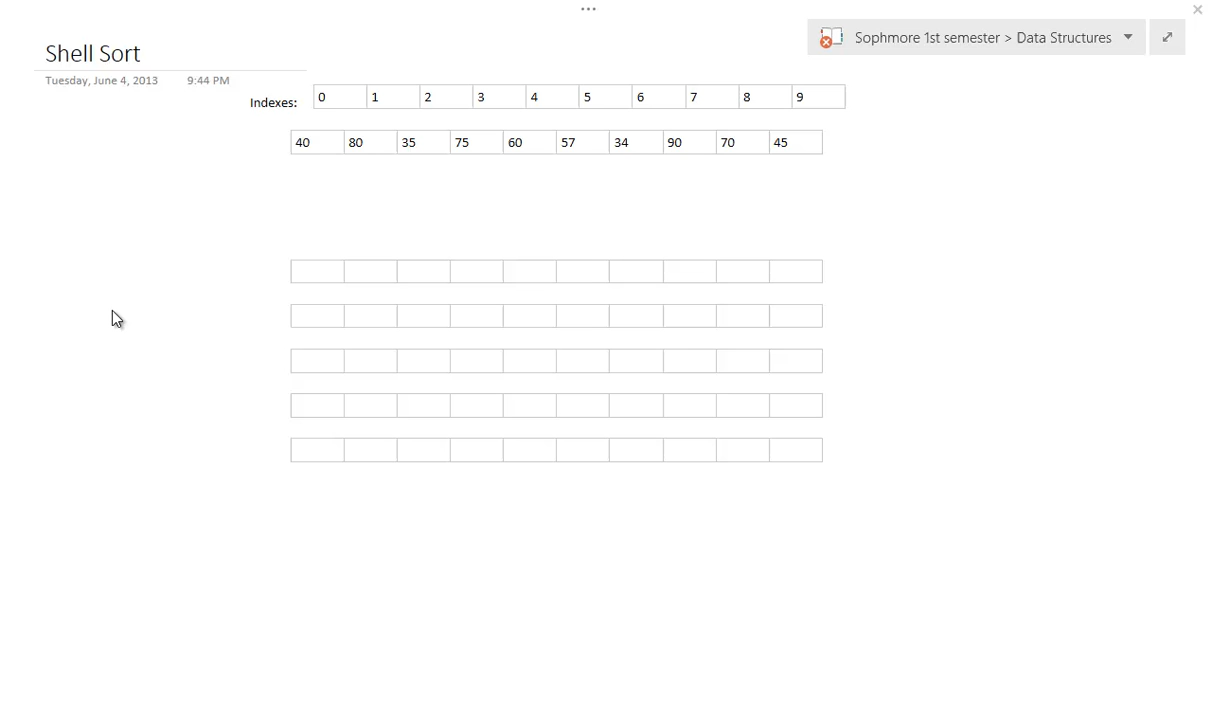 Sophmore 1st semester > Data Structures
Shell Sort
Tuesday, June 4, 2013 9:44 PM
Indexes: 0 1 2 3 4 5 6 7 8 9
40 80 35 75 60 57 34 90 70 45